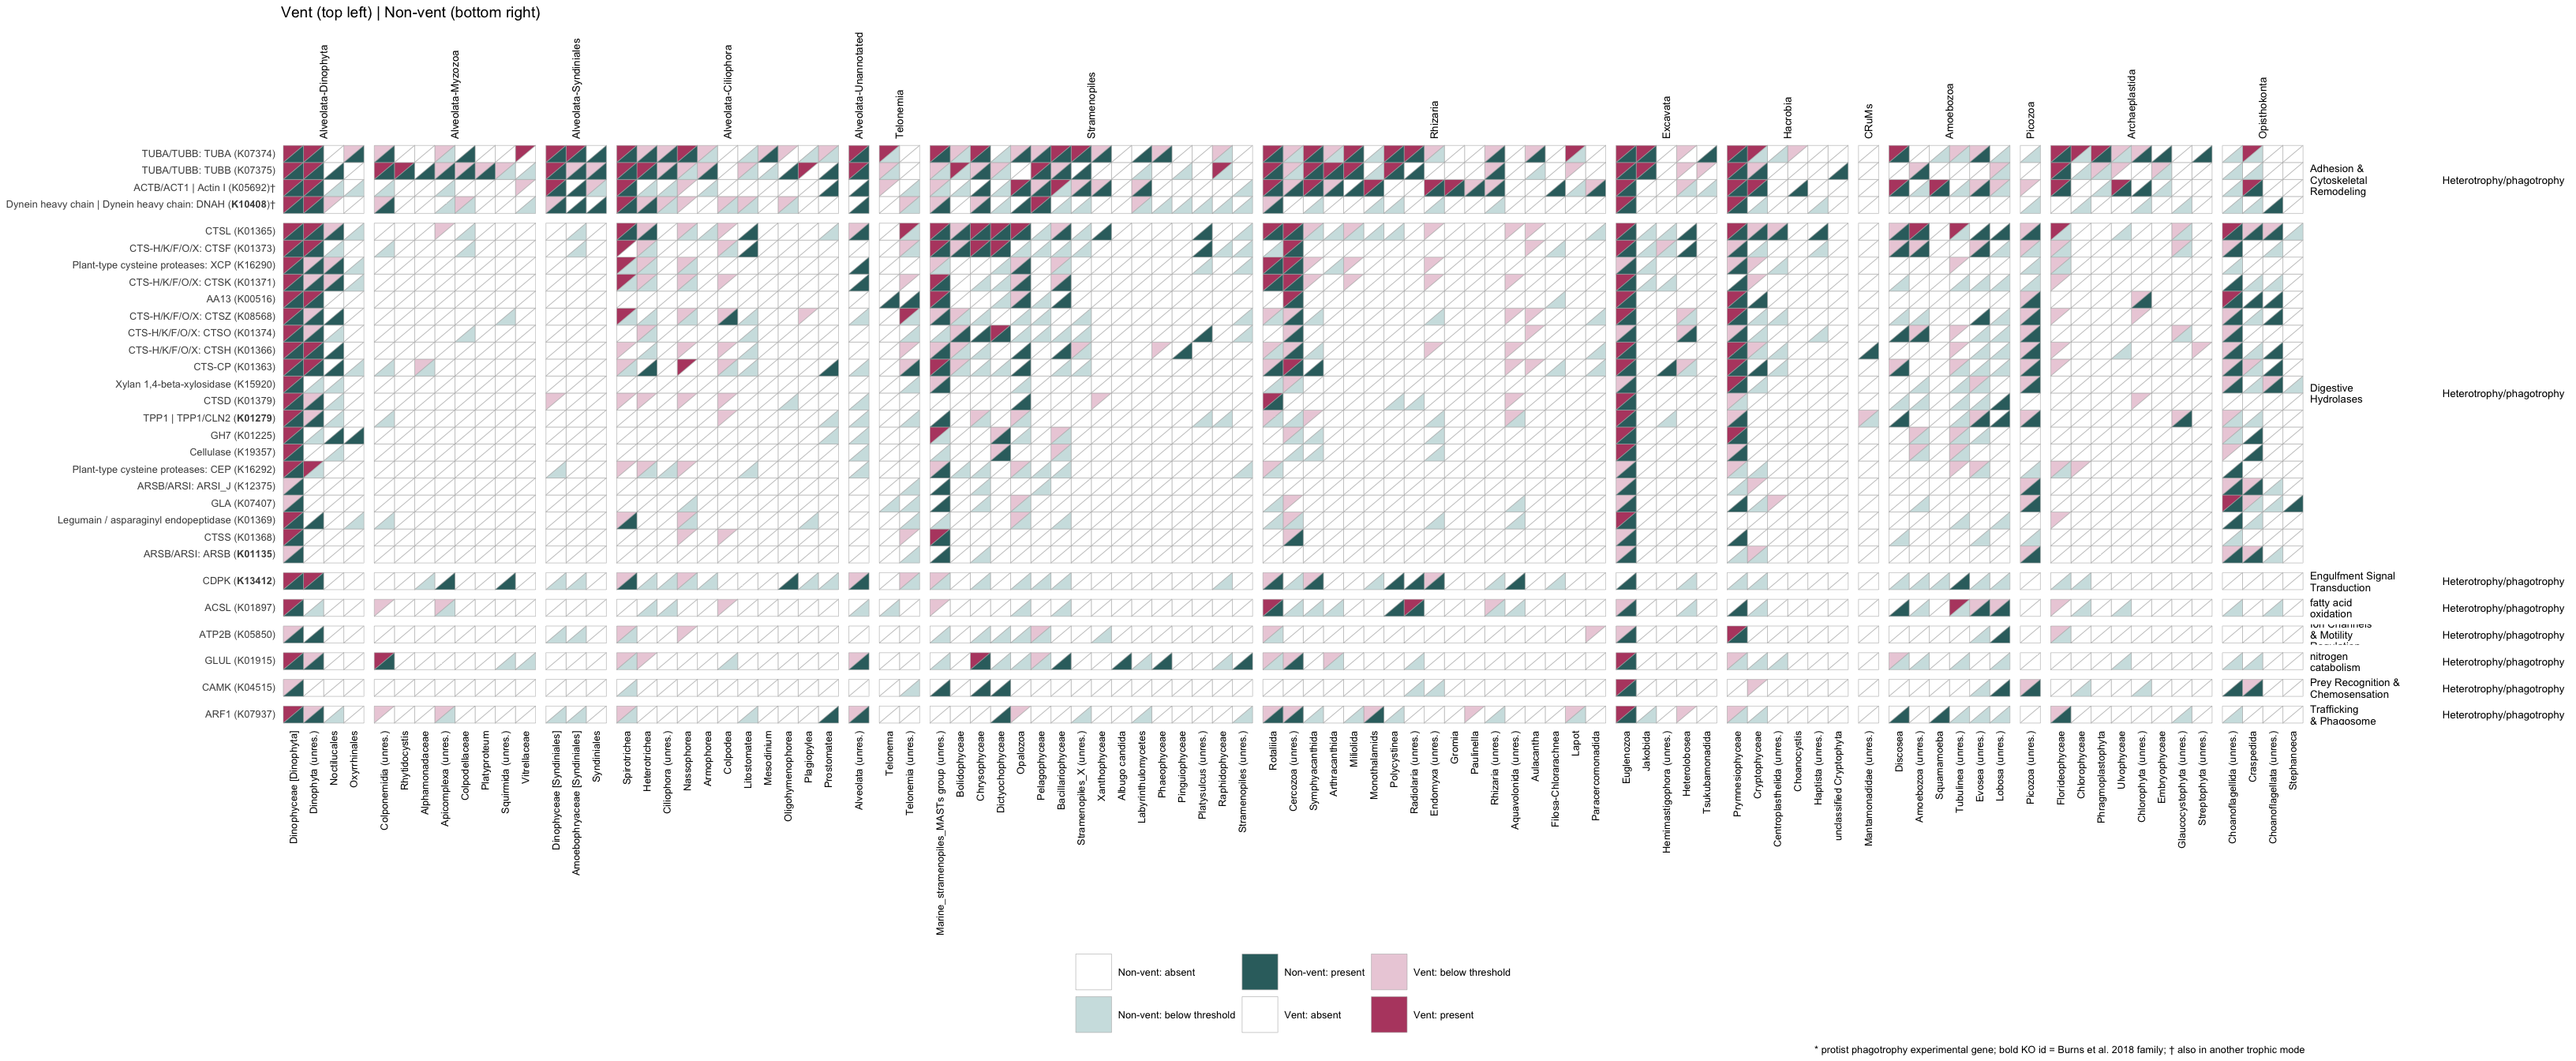 Vent (top left) | Non-vent (bottom right)
Alveolata-Dinophyta
Alveolata-Myzozoa
Alveolata-Syndiniales
Alveolata-Ciliophora
Alveolata-Unannotated
Telonemia
Stramenopiles
Rhizaria
Excavata
Hacrobia
CRuMs
Amoebozoa
Picozoa
Archaeplastida
Opisthokonta
TUBA/TUBB: TUBA (K07374)
TUBA/TUBB: TUBB (K07375)
ACTB/ACT1 | Actin I (K05692)†
Dynein heavy chain | Dynein heavy chain: DNAH (K10408)†
Adhesion &
Cytoskeletal
Remodeling
Heterotrophy/phagotrophy
CTSL (K01365)
CTS-H/K/F/O/X: CTSF (K01373)
Plant-type cysteine proteases: XCP (K16290)
CTS-H/K/F/O/X: CTSK (K01371)
AA13 (K00516)
CTS-H/K/F/O/X: CTSZ (K08568)
CTS-H/K/F/O/X: CTSO (K01374)
CTS-H/K/F/O/X: CTSH (K01366)
CTS-CP (K01363)
Xylan 1,4-beta-xylosidase (K15920)
CTSD (K01379)
TPP1 | TPP1/CLN2 (K01279)
GH7 (K01225)
Cellulase (K19357)
Plant-type cysteine proteases: CEP (K16292)
ARSB/ARSI: ARSI_J (K12375)
GLA (K07407)
Legumain / asparaginyl endopeptidase (K01369)
CTSS (K01368)
ARSB/ARSI: ARSB (K01135)
Digestive
Hydrolases
Heterotrophy/phagotrophy
CDPK (K13412)
Engulfment Signal
Transduction
Heterotrophy/phagotrophy
ACSL (K01897)
fatty acid
oxidation
Heterotrophy/phagotrophy
ATP2B (K05850)
Ion Channels
& Motility
Heterotrophy/phagotrophy
GLUL (K01915)
nitrogen
catabolism
Heterotrophy/phagotrophy
CAMK (K04515)
Prey Recognition &
Chemosensation
Heterotrophy/phagotrophy
ARF1 (K07937)
Trafficking
& Phagosome
Heterotrophy/phagotrophy
Dinophyceae [Dinophyta]
Dinophyta (unres.)
Noctilucales
Oxyrrhinales
Colponemidia (unres.)
Rhytidocystis
Alphamonadaceae
Apicomplexa (unres.)
Colpodellaceae
Platyproteum
Squirmida (unres.)
Vitrellaceae
Dinophyceae [Syndiniales]
Amoebophryaceae [Syndiniales]
Syndiniales
Spirotrichea
Heterotrichea
Ciliophora (unres.)
Nassophorea
Armophorea
Colpodea
Litostomatea
Mesodinium
Oligohymenophorea
Plagiopylea
Prostomatea
Alveolata (unres.)
Telonema
Telonemia (unres.)
Marine_stramenopiles_MASTs group (unres.)
Bolidophyceae
Chrysophyceae
Dictyochophyceae
Opalozoa
Pelagophyceae
Bacillariophyceae
Stramenopiles_X (unres.)
Xanthophyceae
Albugo candida
Labyrinthulomycetes
Phaeophyceae
Pinguiophyceae
Platysulcus (unres.)
Raphidophyceae
Stramenopiles (unres.)
Rotaliida
Cercozoa (unres.)
Symphyacanthida
Arthracanthida
Miliolida
Monothalamids
Polycystinea
Radiolaria (unres.)
Endomyxa (unres.)
Gromia
Paulinella
Rhizaria (unres.)
Aquavolonida (unres.)
Aulacantha
Filosa-Chlorarachnea
Lapot
Paracercomonadida
Euglenozoa
Jakobida
Hemimastigophora (unres.)
Heterolobosea
Tsukubamonadida
Prymnesiophyceae
Cryptophyceae
Centroplasthelida (unres.)
Choanocystis
Haptista (unres.)
unclassified Cryptophyta
Mantamonadidae (unres.)
Discosea
Amoebozoa (unres.)
Squamamoeba
Tubulinea (unres.)
Evosea (unres.)
Lobosa (unres.)
Picozoa (unres.)
Florideophyceae
Chlorophyceae
Phragmoplastophyta
Ulvophyceae
Chlorophyta (unres.)
Embryophyceae
Glaucocystophyta (unres.)
Streptophyta (unres.)
Choanoflagellida (unres.)
Craspedida
Choanoflagellata (unres.)
Stephanoeca
Non-vent: absent
Non-vent: present
Vent: below threshold
Non-vent: below threshold
Vent: absent
Vent: present
* protist phagotrophy experimental gene; bold KO id = Burns et al. 2018 family; † also in another trophic mode